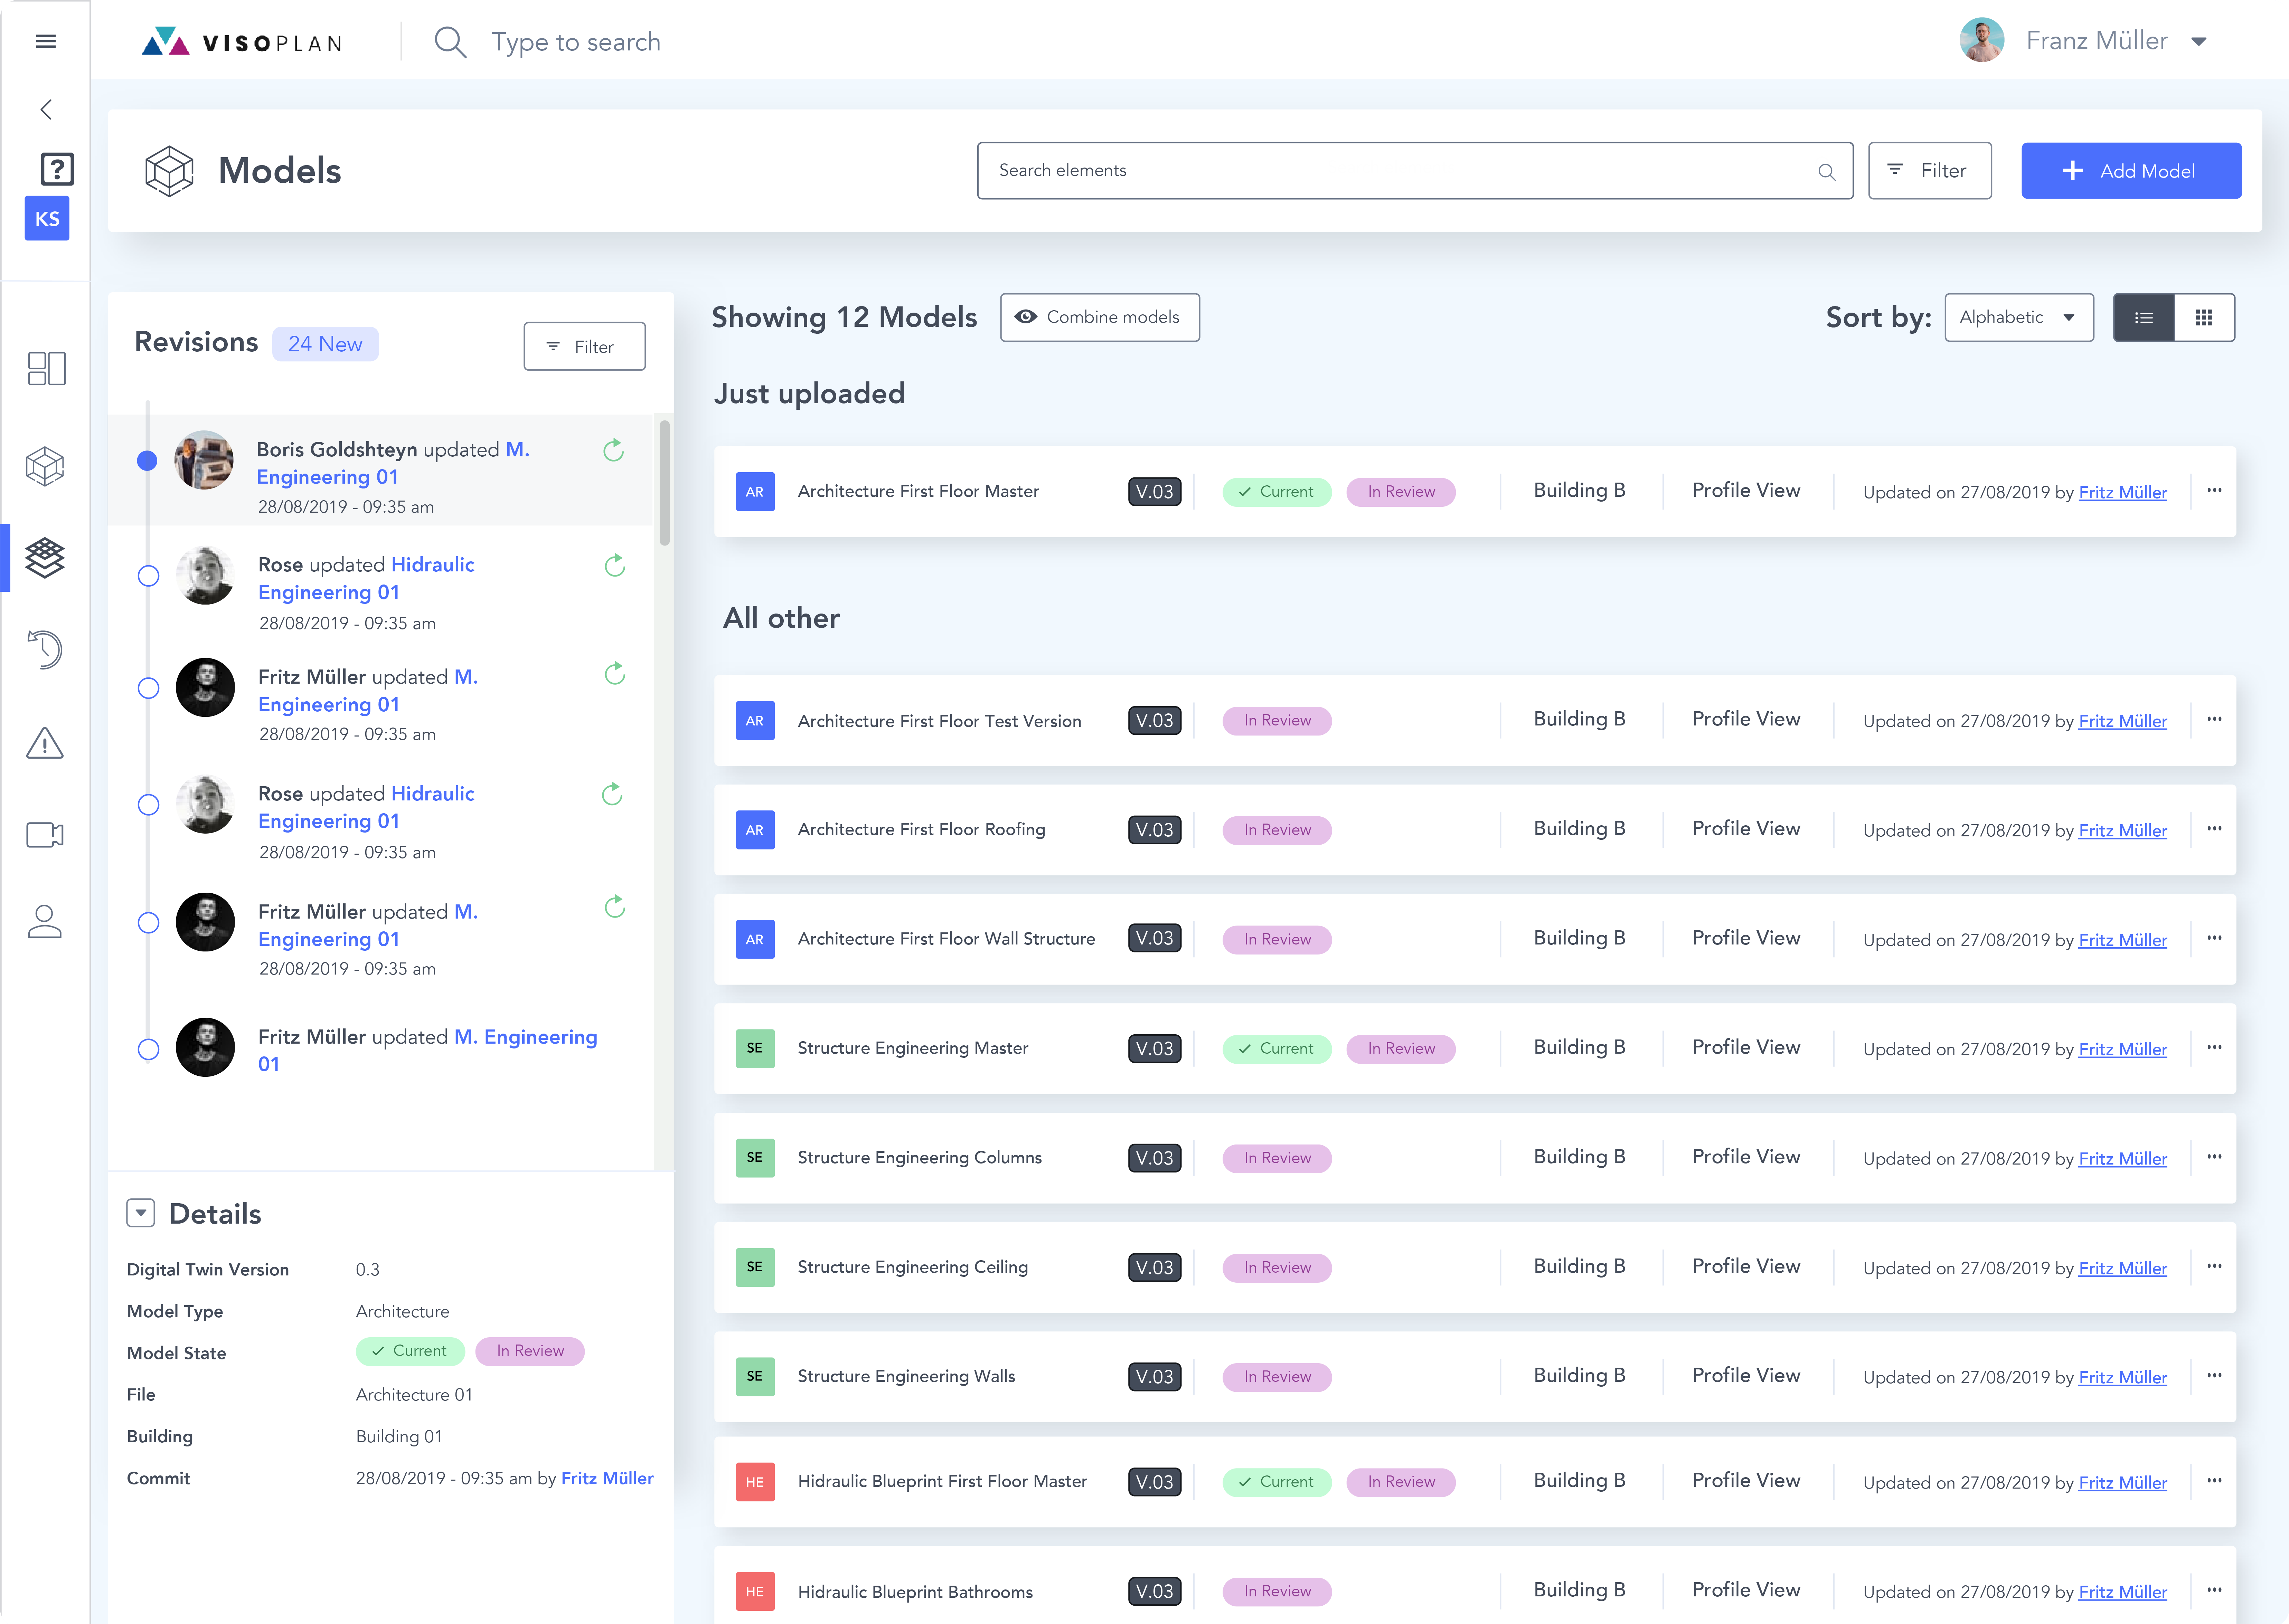 VISOPLAN
Type to search
Franz Müller
?
KS
Models
Search elements
Filter
Add Model
Revisions
24 New
Filter
Boris Goldshteyn updated M.
Engineering 01
28/08/2019 - 09:35 am
Rose updated Hidraulic
Engineering 01
28/08/2019 - 09:35 am
Fritz Müller updated M.
Engineering 01
28/08/2019 - 09:35 am
Rose updated Hidraulic
Engineering 01
28/08/2019 - 09:35 am
Fritz Müller updated M.
Engineering 01
28/08/2019 - 09:35 am
Fritz Müller updated M. Engineering
01
Details
Digital Twin Version 0.3
Model Type Architecture
Model State Current In Review
File Architecture 01
Building Building 01
Commit 28/08/2019 - 09:35 am by Fritz Müller
Showing 12 Models
Combine models
Sort by:
Alphabetic
Just uploaded
AR Architecture First Floor Master V.03 Current In Review Building B Profile View Updated on 27/08/2019 by Fritz Müller
All other
AR Architecture First Floor Test Version V.03 In Review Building B Profile View Updated on 27/08/2019 by Fritz Müller
AR Architecture First Floor Roofing V.03 In Review Building B Profile View Updated on 27/08/2019 by Fritz Müller
AR Architecture First Floor Wall Structure V.03 In Review Building B Profile View Updated on 27/08/2019 by Fritz Müller
SE Structure Engineering Master V.03 Current In Review Building B Profile View Updated on 27/08/2019 by Fritz Müller
SE Structure Engineering Columns V.03 In Review Building B Profile View Updated on 27/08/2019 by Fritz Müller
SE Structure Engineering Ceiling V.03 In Review Building B Profile View Updated on 27/08/2019 by Fritz Müller
SE Structure Engineering Walls V.03 In Review Building B Profile View Updated on 27/08/2019 by Fritz Müller
HE Hidraulic Blueprint First Floor Master V.03 Current In Review Building B Profile View Updated on 27/08/2019 by Fritz Müller
HE Hidraulic Blueprint Bathrooms V.03 In Review Building B Profile View Updated on 27/08/2019 by Fritz Müller